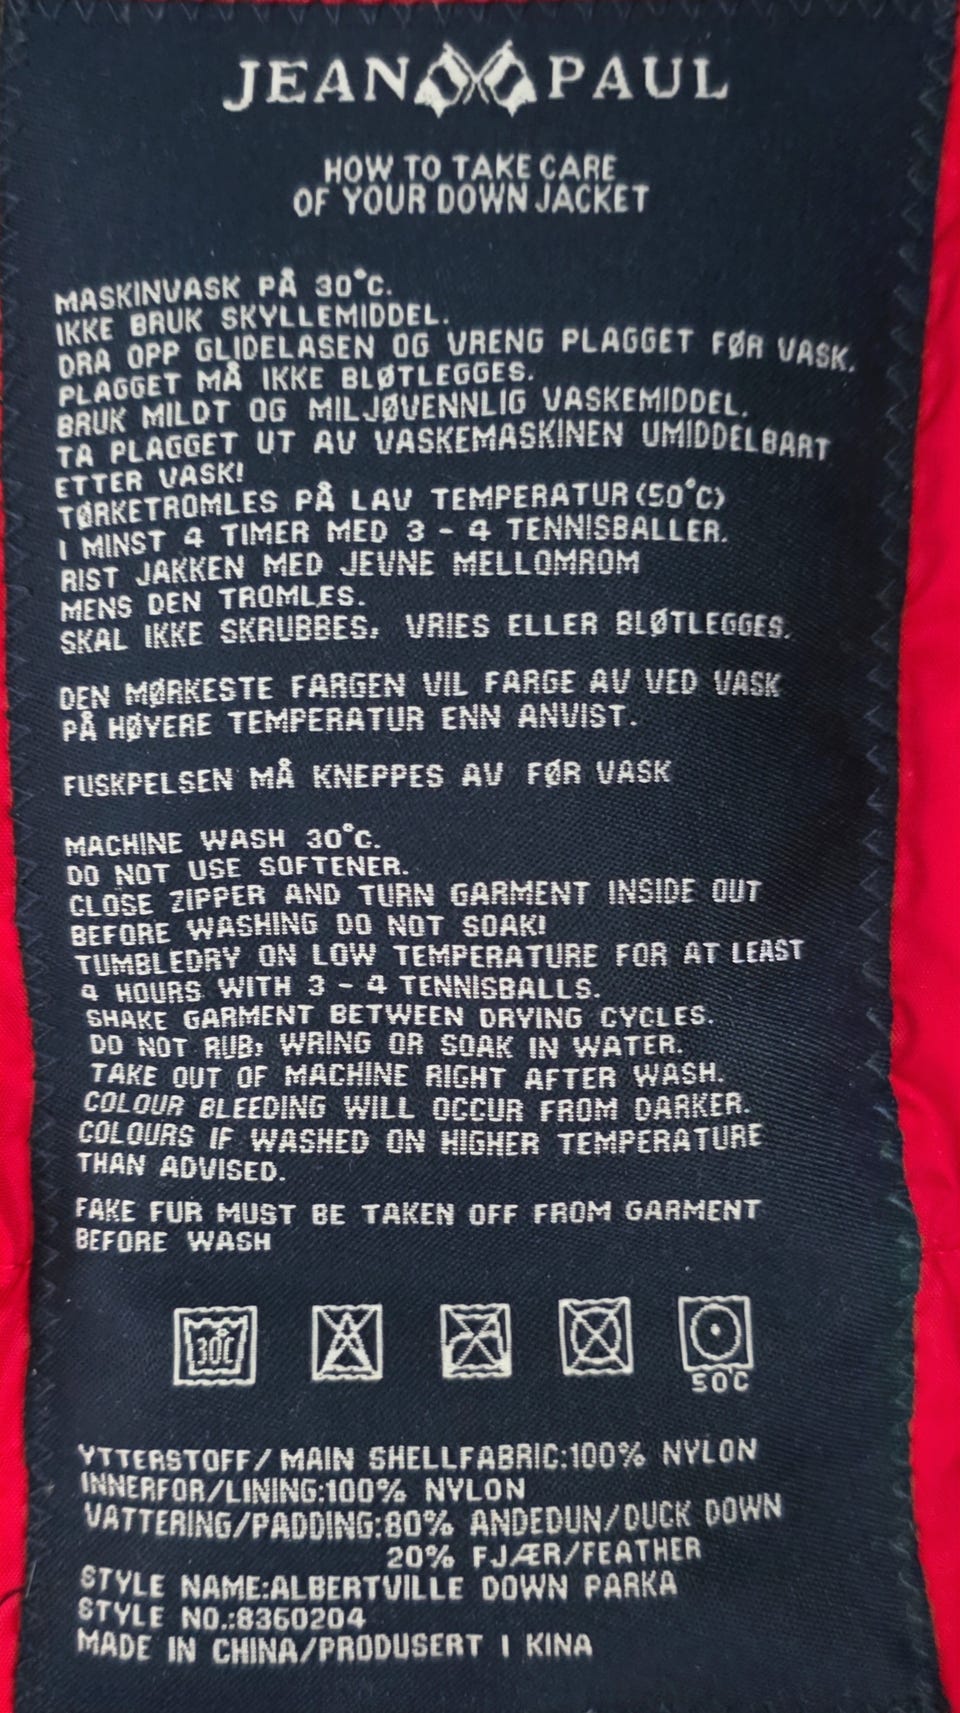 JEAN PAUL
HOW TO TAKE CARE
OF YOUR DOWN JACKET
MASKINVASK PÅ 30°C.
IKKE BRUK SKYLLEMIDDEL.
DRA OPP GLIDELASEN OG VRENG PLAGGET FØR VASK.
PLAGGET MÅ IKKE BLØTLEGGES.
BRUK MILDT OG MILJØVENNLIG VASKEMIDDEL.
TA PLAGGET UT AV VASKEMASKINEN UMIDDELBART
ETTER VASK!
TØRKETROMLES PÅ LAV TEMPERATUR (50°C)
I MINST 4 TIMER MED 3 - 4 TENNISBALLER.
RIST JAKKEN MED JEVNE MELLOMROM
MENS DEN TROMLES.
SKAL IKKE SKRUBBES, VRIES ELLER BLØTLEGGES.
DEN MØRKESTE FARGEN VIL FARGE AV VED VASK
PÅ HØYERE TEMPERATUR ENN ANVIST.
FUSKPELSEN MÅ KNEPPES AV FØR VASK
MACHINE WASH 30°C.
DO NOT USE SOFTENER.
CLOSE ZIPPER AND TURN GARMENT INSIDE OUT
BEFORE WASHING DO NOT SOAK!
TUMBLEDRY ON LOW TEMPERATURE FOR AT LEAST
4 HOURS WITH 3 - 4 TENNISBALLS.
SHAKE GARMENT BETWEEN DRYING CYCLES.
DO NOT RUB, WRING OR SOAK IN WATER.
TAKE OUT OF MACHINE RIGHT AFTER WASH.
COLOUR BLEEDING WILL OCCUR FROM DARKER.
COLOURS IF WASHED ON HIGHER TEMPERATURE
THAN ADVISED.
FAKE FUR MUST BE TAKEN OFF FROM GARMENT
BEFORE WASH
30°C
50°C
YTTERSTOFF/MAIN SHELLFABRIC:100% NYLON
INNERFOR/LINING:100% NYLON
VATTERING/PADDING:80% ANDEDUN/DUCK DOWN
20% FJÆR/FEATHER
STYLE NAME:ALBERTVILLE DOWN PARKA
STYLE NO.:8360204
MADE IN CHINA/PRODUSERT I KINA